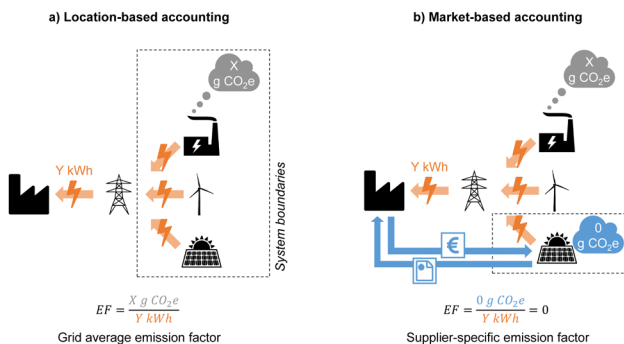 a) Location-based accounting
X
g CO₂e
Y kWh
System boundaries
EF = X g CO₂e / Y kWh
Grid average emission factor
b) Market-based accounting
X
g CO₂e
Y kWh
0
g CO₂e
€
EF = 0 g CO₂e / Y kWh = 0
Supplier-specific emission factor